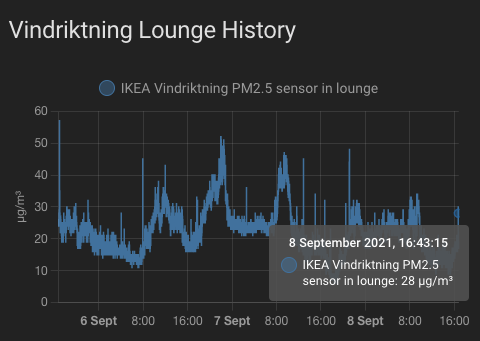 Vindriktning Lounge History
IKEA Vindriktning PM2.5 sensor in lounge
60
50
40
30
20
10
0
µg/m³
8 September 2021, 16:43:15
IKEA Vindriktning PM2.5
sensor in lounge: 28 µg/m³
6 Sept 8:00 16:00 7 Sept 8:00 16:00 8 Sept 8:00 16:00